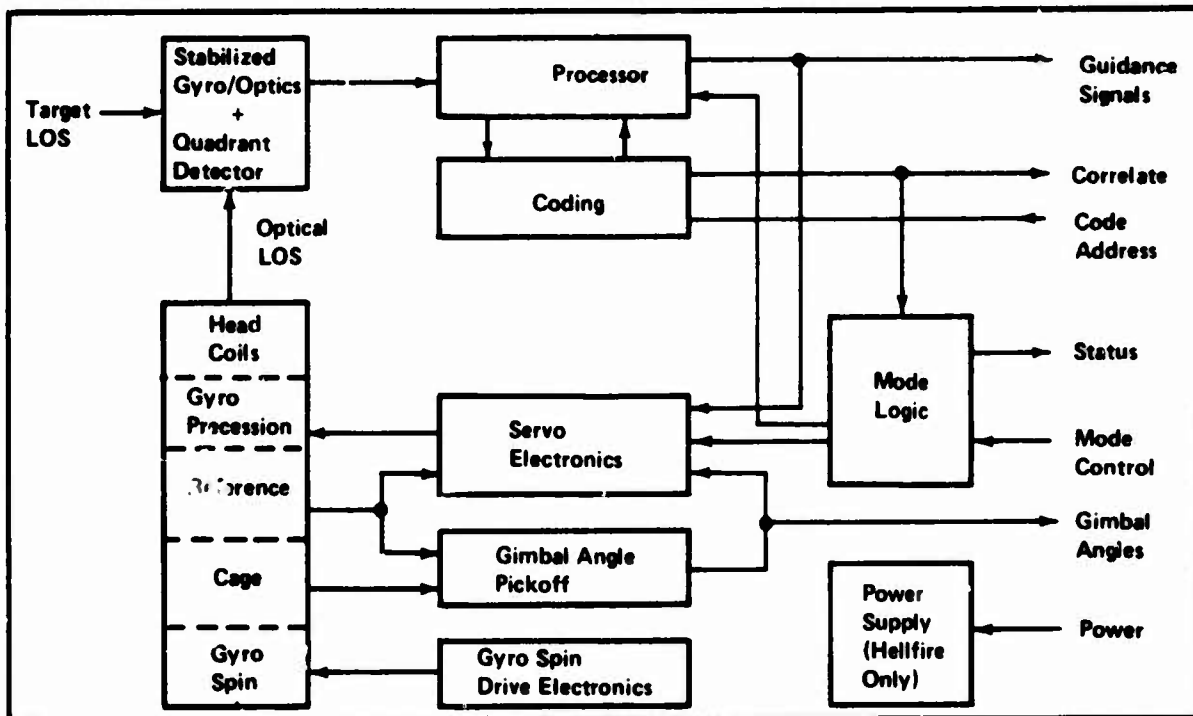 Stabilized
Gyro/Optics
+
Quadrant
Detector
Target
LOS
Processor
Guidance
Signals
Coding
Correlate
Code
Address
Optical
LOS
Head
Coils
Gyro
Precession
Reference
Cage
Gyro
Spin
Servo
Electronics
Gimbal Angle
Pickoff
Gyro Spin
Drive Electronics
Mode
Logic
Status
Mode
Control
Gimbal
Angles
Power
Supply
(Hellfire
Only)
Power